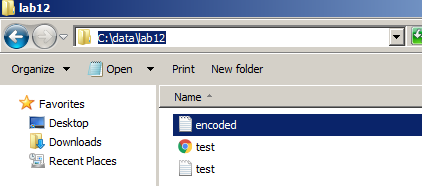 lab12
C:\data\lab12
Organize Open Print New folder
Favorites
Desktop
Downloads
Recent Places
Name
encoded
test
test